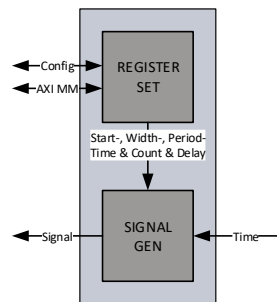 Config
REGISTER
SET
AXI MM
Start-, Width-, Period-
Time & Count & Delay
SIGNAL
GEN
Signal
Time